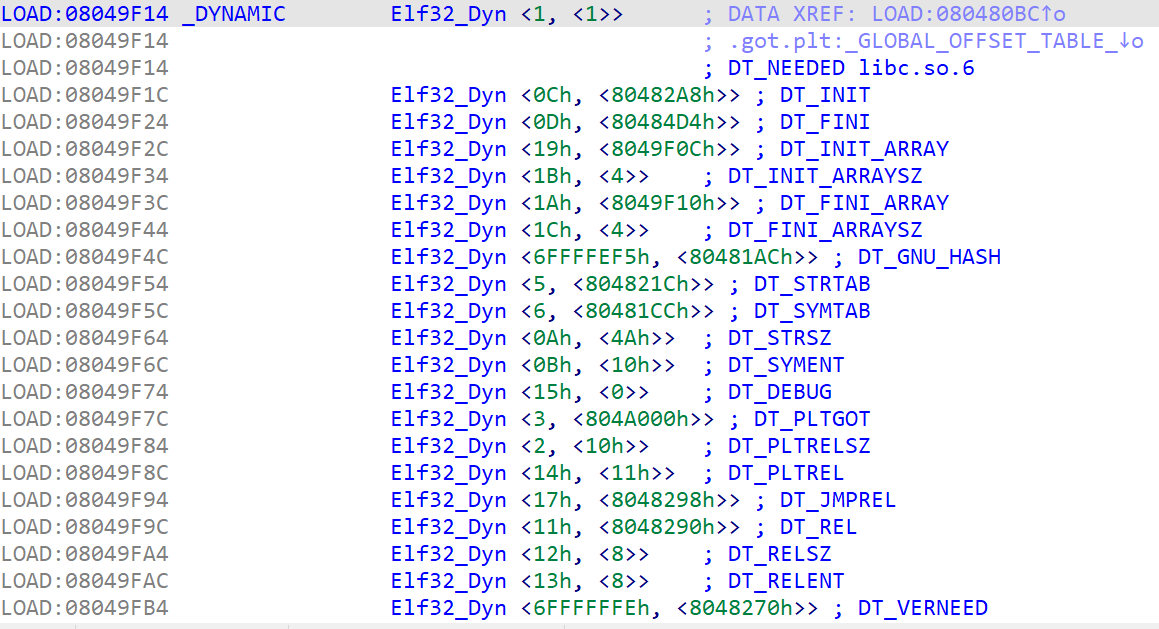 LOAD:08049F14 _DYNAMIC Elf32_Dyn <1, <1>> ; DATA XREF: LOAD:080480BC↑o
LOAD:08049F14 ; .got.plt:_GLOBAL_OFFSET_TABLE_↓o
LOAD:08049F14 ; DT_NEEDED libc.so.6
LOAD:08049F1C Elf32_Dyn <0Ch, <80482A8h>> ; DT_INIT
LOAD:08049F24 Elf32_Dyn <0Dh, <80484D4h>> ; DT_FINI
LOAD:08049F2C Elf32_Dyn <19h, <8049F0Ch>> ; DT_INIT_ARRAY
LOAD:08049F34 Elf32_Dyn <1Bh, <4>> ; DT_INIT_ARRAYSZ
LOAD:08049F3C Elf32_Dyn <1Ah, <8049F10h>> ; DT_FINI_ARRAY
LOAD:08049F44 Elf32_Dyn <1Ch, <4>> ; DT_FINI_ARRAYSZ
LOAD:08049F4C Elf32_Dyn <6FFFFEF5h, <80481ACh>> ; DT_GNU_HASH
LOAD:08049F54 Elf32_Dyn <5, <804821Ch>> ; DT_STRTAB
LOAD:08049F5C Elf32_Dyn <6, <80481CCh>> ; DT_SYMTAB
LOAD:08049F64 Elf32_Dyn <0Ah, <4Ah>> ; DT_STRSZ
LOAD:08049F6C Elf32_Dyn <0Bh, <10h>> ; DT_SYMENT
LOAD:08049F74 Elf32_Dyn <15h, <0>> ; DT_DEBUG
LOAD:08049F7C Elf32_Dyn <3, <804A000h>> ; DT_PLTGOT
LOAD:08049F84 Elf32_Dyn <2, <10h>> ; DT_PLTRELSZ
LOAD:08049F8C Elf32_Dyn <14h, <11h>> ; DT_PLTREL
LOAD:08049F94 Elf32_Dyn <17h, <8048298h>> ; DT_JMPREL
LOAD:08049F9C Elf32_Dyn <11h, <8048290h>> ; DT_REL
LOAD:08049FA4 Elf32_Dyn <12h, <8>> ; DT_RELSZ
LOAD:08049FAC Elf32_Dyn <13h, <8>> ; DT_RELENT
LOAD:08049FB4 Elf32_Dyn <6FFFFFFEh, <8048270h>> ; DT_VERNEED